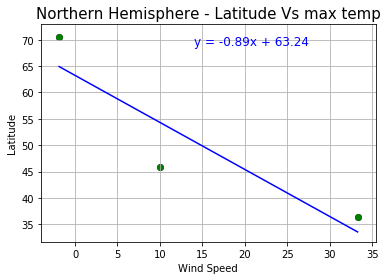 Northern Hemisphere - Latitude Vs max temp
y = -0.89x + 63.24
70
65
60
55
50
45
40
35
Latitude
0 5 10 15 20 25 30 35
Wind Speed